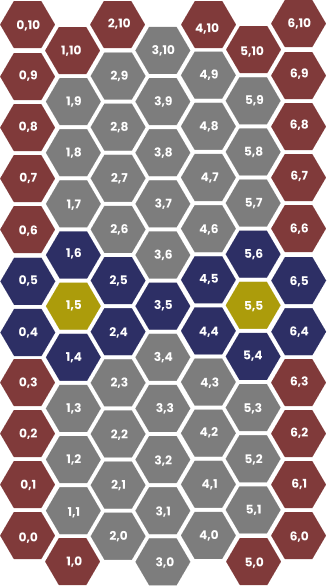 0,10 2,10 4,10 6,10
1,10 3,10 5,10
0,9 2,9 4,9 6,9
1,9 3,9 5,9
0,8 2,8 4,8 6,8
1,8 3,8 5,8
0,7 2,7 4,7 6,7
1,7 3,7 5,7
0,6 2,6 4,6 6,6
1,6 3,6 5,6
0,5 2,5 4,5 6,5
1,5 3,5 5,5
0,4 2,4 4,4 6,4
1,4 3,4 5,4
0,3 2,3 4,3 6,3
1,3 3,3 5,3
0,2 2,2 4,2 6,2
1,2 3,2 5,2
0,1 2,1 4,1 6,1
1,1 3,1 5,1
0,0 2,0 4,0 6,0
1,0 3,0 5,0